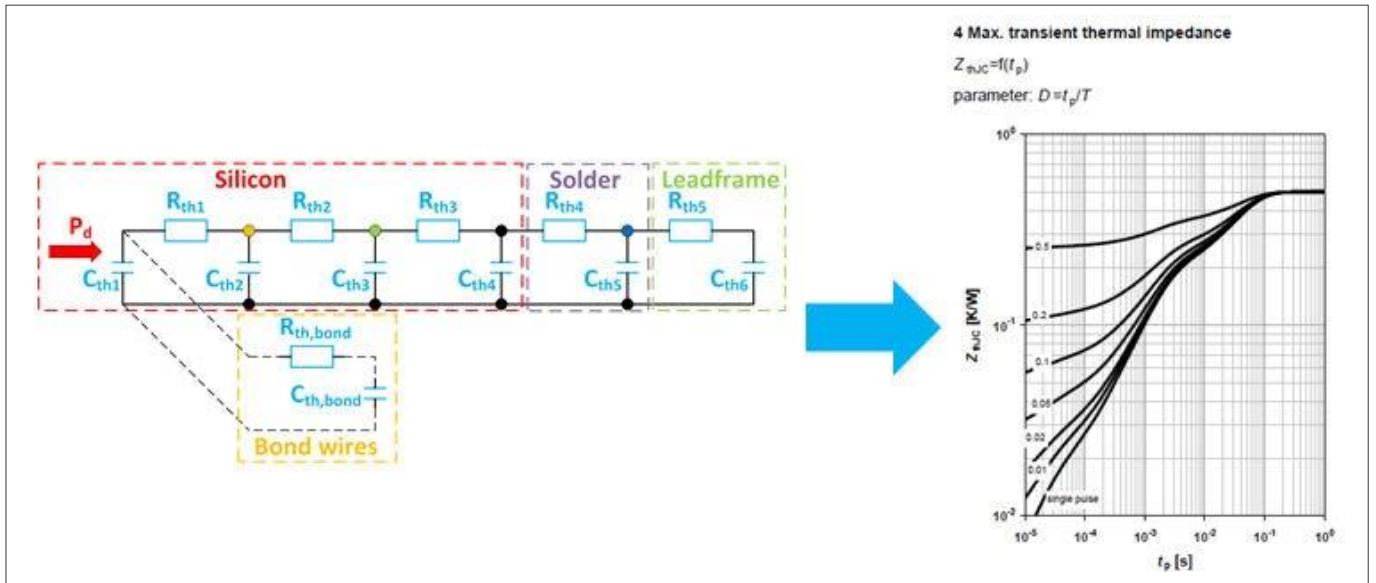 4 Max. transient thermal impedance
Z thJC=f(tp)
parameter: D=tp/T
Silicon
Solder
Leadframe
Rth1
Rth2
Rth3
Rth4
Rth5
Pd
Cth1
Cth2
Cth3
Cth4
Cth5
Cth6
Rth,bond
Cth,bond
Bond wires
10⁰
10⁻¹
10⁻²
Z thJC [K/W]
0.5
0.2
0.1
0.05
0.02
0.01
single pulse
10⁻⁵
10⁻⁴
10⁻³
10⁻²
10⁻¹
10⁰
tp [s]